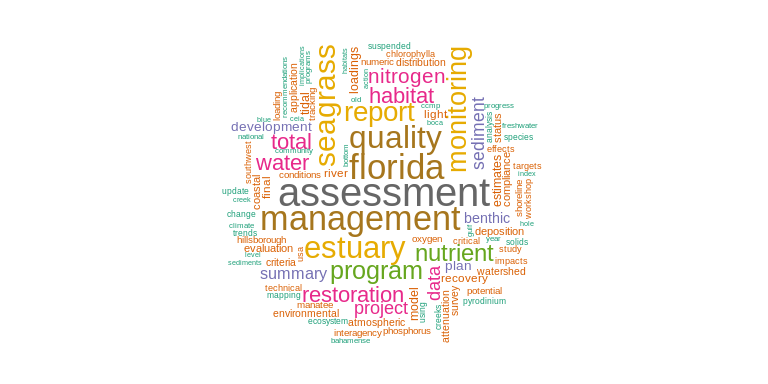 suspended
chlorophylla
numeric distribution
nitrogen
habitat
seagrass
monitoring
loadings
habitats
action
old
implications
programs
recommendations
application
tidal
tracking
loading
report
light
ccmp
boca
progress
freshwater
species
sediment
analysis
status
effects
blue
ceia
development
national
total
community
quality
florida
bottom
water
southwest
conditions
river
estimates
compliance
targets
index
shoreline
workshop
coastal
final
update
creek
assessment
management
benthic
change
climate
trends
hole
gulf
deposition
year
solids
hillsborough
evaluation
level
sediments
usa
criteria
estuary
oxygen
critical
nutrient
study
impacts
plan
watershed
summary
program
data
recovery
technical
mapping
restoration
model
using
survey
potential
pyrodinium
manatee
environmental
project
ecosystem
atmospheric
creeks
attenuation
interagency
phosphorus
bahamense